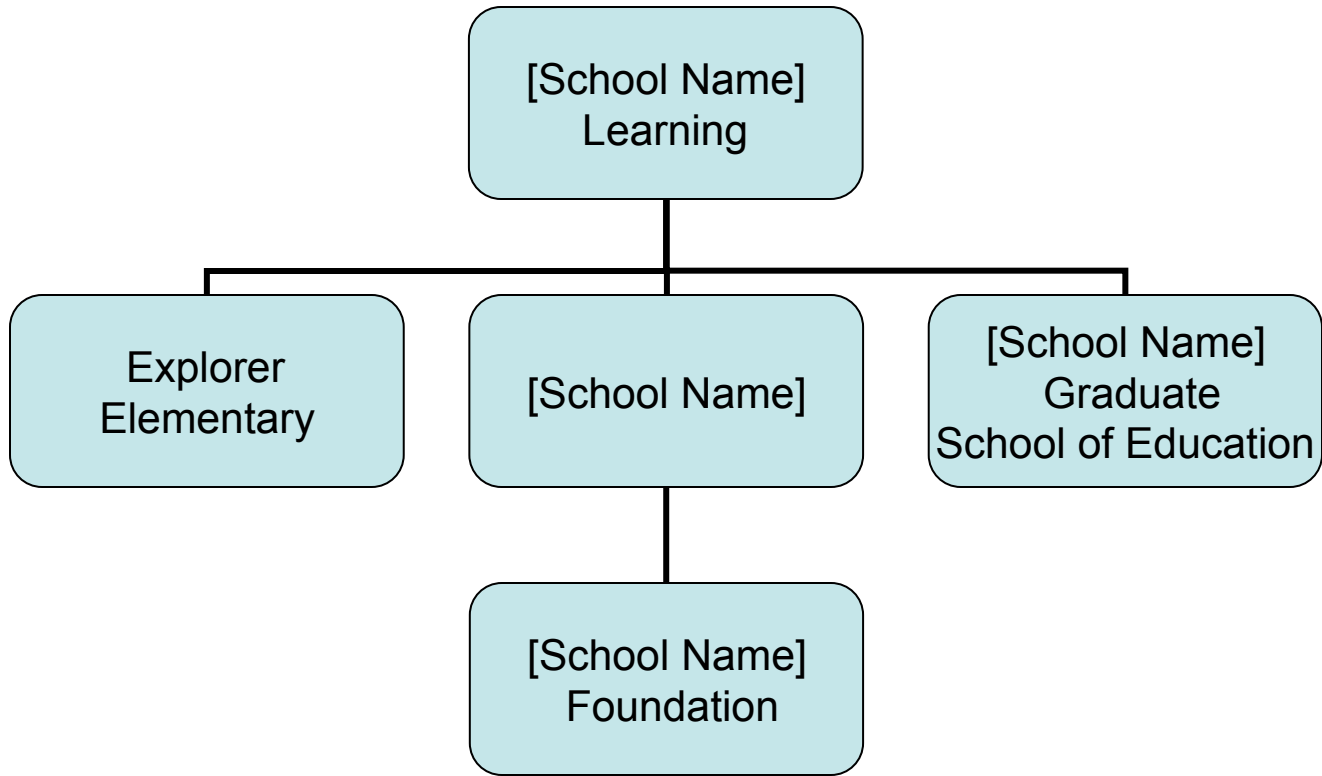 [School Name]
Learning
Explorer
Elementary
[School Name]
[School Name]
Graduate
School of Education
[School Name]
Foundation